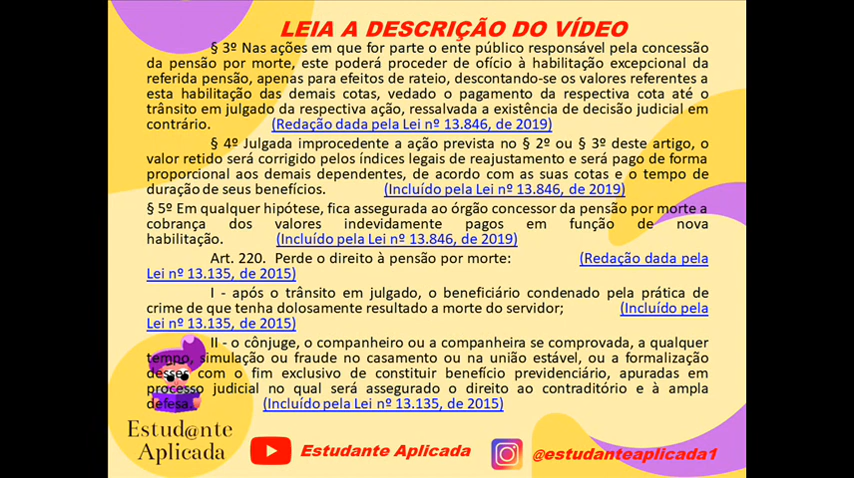 LEIA A DESCRIÇÃO DO VÍDEO
§ 3º Nas ações em que for parte o ente público responsável pela concessão
da pensão por morte, este poderá proceder de ofício à habilitação excepcional da
referida pensão, apenas para efeitos de rateio, descontando-se os valores referentes a
esta habilitação das demais cotas, vedado o pagamento da respectiva cota até o
trânsito em julgado da respectiva ação, ressalvada a existência de decisão judicial em
contrário. (Redação dada pela Lei nº 13.846, de 2019)
§ 4º Julgada improcedente a ação prevista no § 2º ou § 3º deste artigo, o
valor retido será corrigido pelos índices legais de reajustamento e será pago de forma
proporcional aos demais dependentes, de acordo com as suas cotas e o tempo de
duração de seus benefícios. (Incluído pela Lei nº 13.846, de 2019)
§ 5º Em qualquer hipótese, fica assegurada ao órgão concessor da pensão por morte a
cobrança dos valores indevidamente pagos em função de nova
habilitação. (Incluído pela Lei nº 13.846, de 2019)
Art. 220. Perde o direito à pensão por morte: (Redação dada pela
Lei nº 13.135, de 2015)
I - após o trânsito em julgado, o beneficiário condenado pela prática de
crime de que tenha dolosamente resultado a morte do servidor; (Incluído pela
Lei nº 13.135, de 2015)
II - o cônjuge, o companheiro ou a companheira se comprovada, a qualquer
tempo, simulação ou fraude no casamento ou na união estável, ou a formalização
desses com o fim exclusivo de constituir benefício previdenciário, apuradas em
processo judicial no qual será assegurado o direito ao contraditório e à ampla
defesa. (Incluído pela Lei nº 13.135, de 2015)
Estud@nte
Aplicada
Estudante Aplicada
@estudanteaplicada1